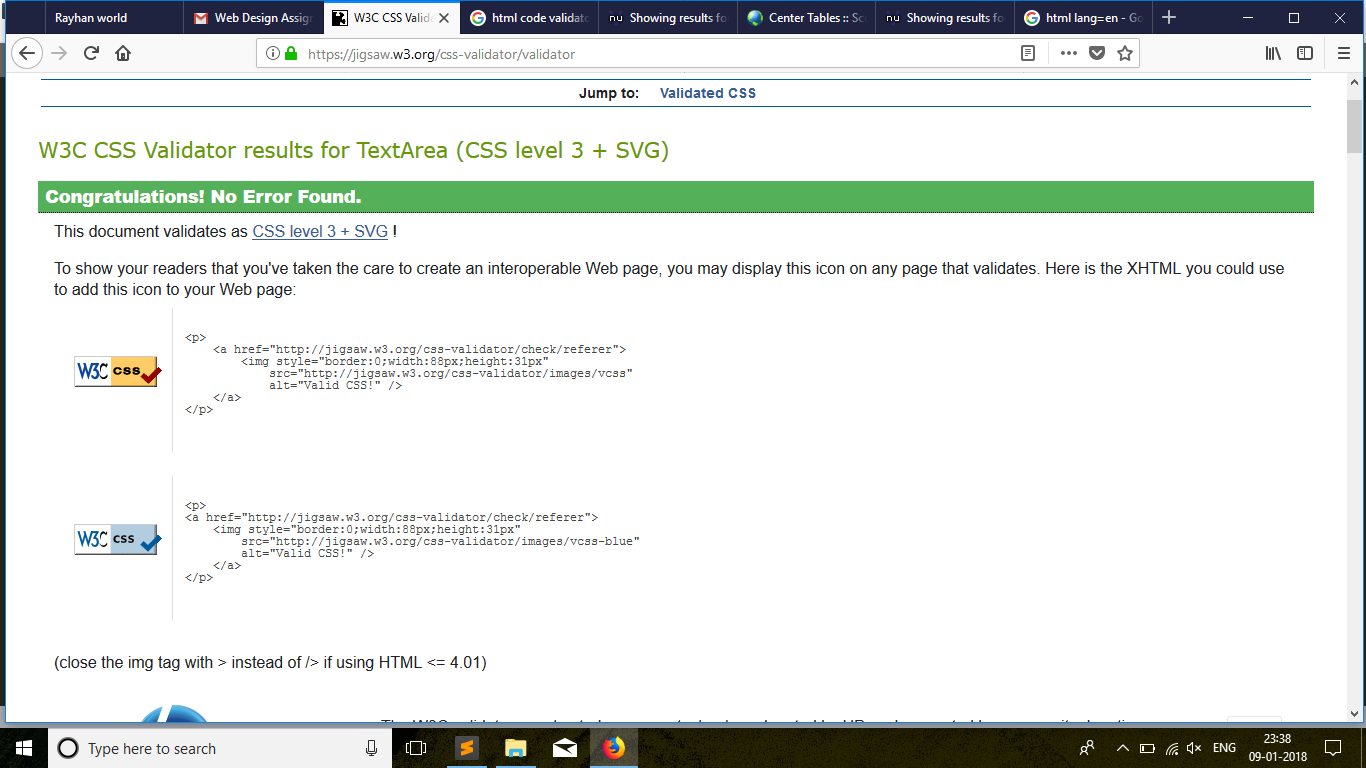 Rayhan world
Web Design Assign
W3C CSS Valida
html code validato
nu Showing results fo
Center Tables :: Sc
nu Showing results fo
html lang=en - Go
https://jigsaw.w3.org/css-validator/validator
Jump to: Validated CSS
W3C CSS Validator results for TextArea (CSS level 3 + SVG)
Congratulations! No Error Found.
This document validates as CSS level 3 + SVG !
To show your readers that you've taken the care to create an interoperable Web page, you may display this icon on any page that validates. Here is the XHTML you could use
to add this icon to your Web page:
W3C css
<p>
<a href="http://jigsaw.w3.org/css-validator/check/referer">
<img style="border:0;width:88px;height:31px"
src="http://jigsaw.w3.org/css-validator/images/vcss"
alt="Valid CSS!" />
</a>
</p>
W3C css
<p>
<a href="http://jigsaw.w3.org/css-validator/check/referer">
<img style="border:0;width:88px;height:31px"
src="http://jigsaw.w3.org/css-validator/images/vcss-blue"
alt="Valid CSS!" />
</a>
</p>
(close the img tag with > instead of /> if using HTML <= 4.01)
Type here to search
ENG
23:38
09-01-2018